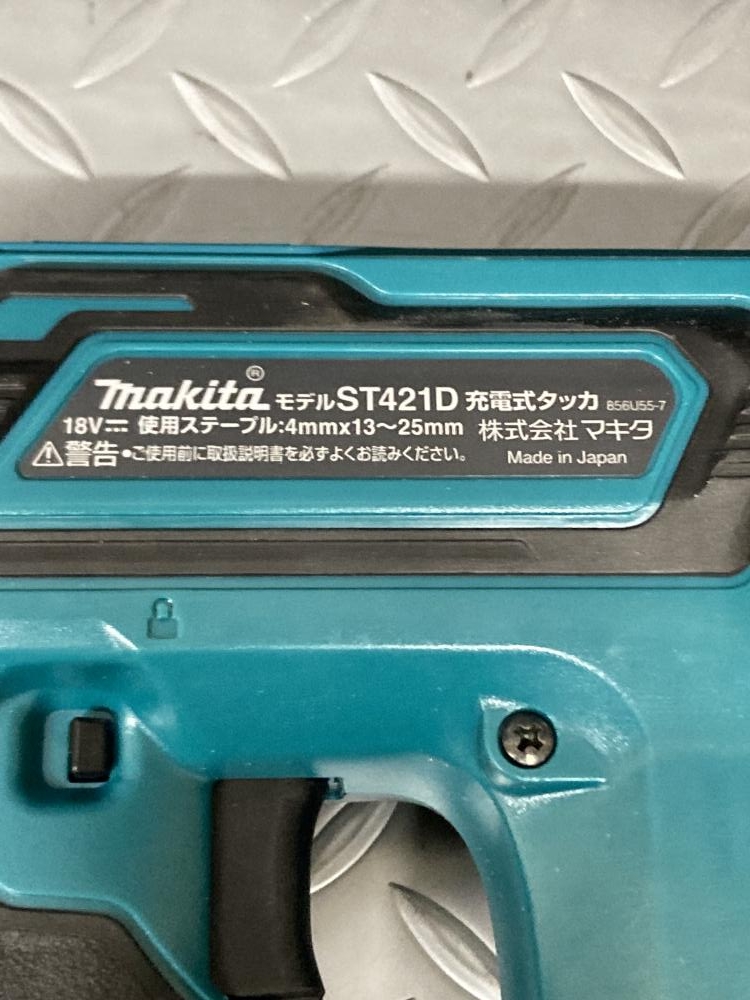 makita® モデルST421D 充電式タッカ 856U55-7
18V⎓ 使用ステープル:4mmx13～25mm 株式会社マキタ
⚠警告•ご使用前に取扱説明書を必ずよくお読みください。 Made in Japan